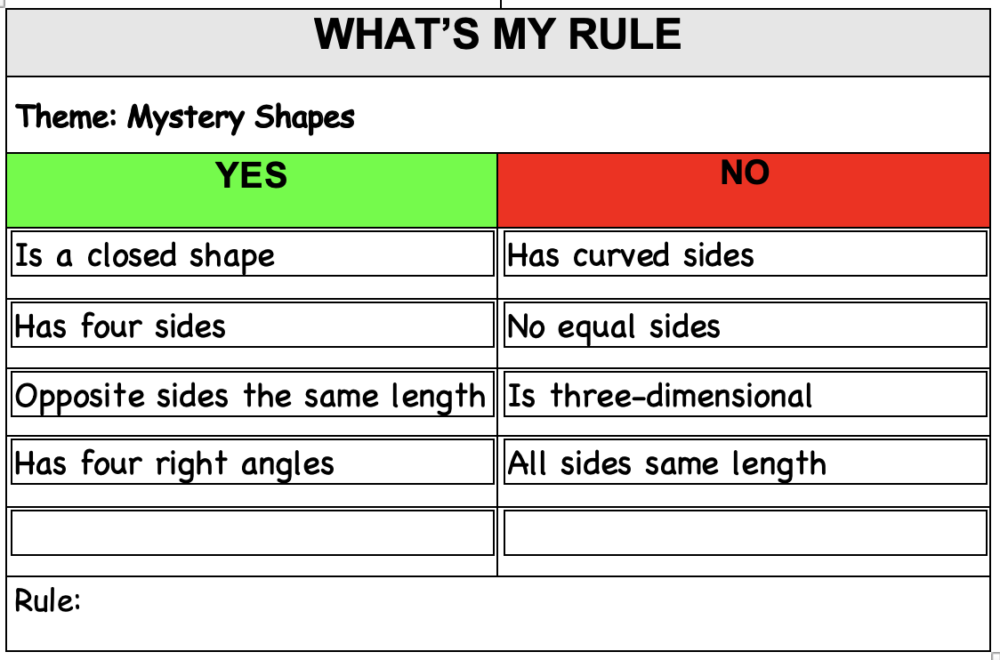 WHAT’S MY RULE
Theme: Mystery Shapes
YES
NO
Is a closed shape
Has curved sides
Has four sides
No equal sides
Opposite sides the same length
Is three-dimensional
Has four right angles
All sides same length
Rule: